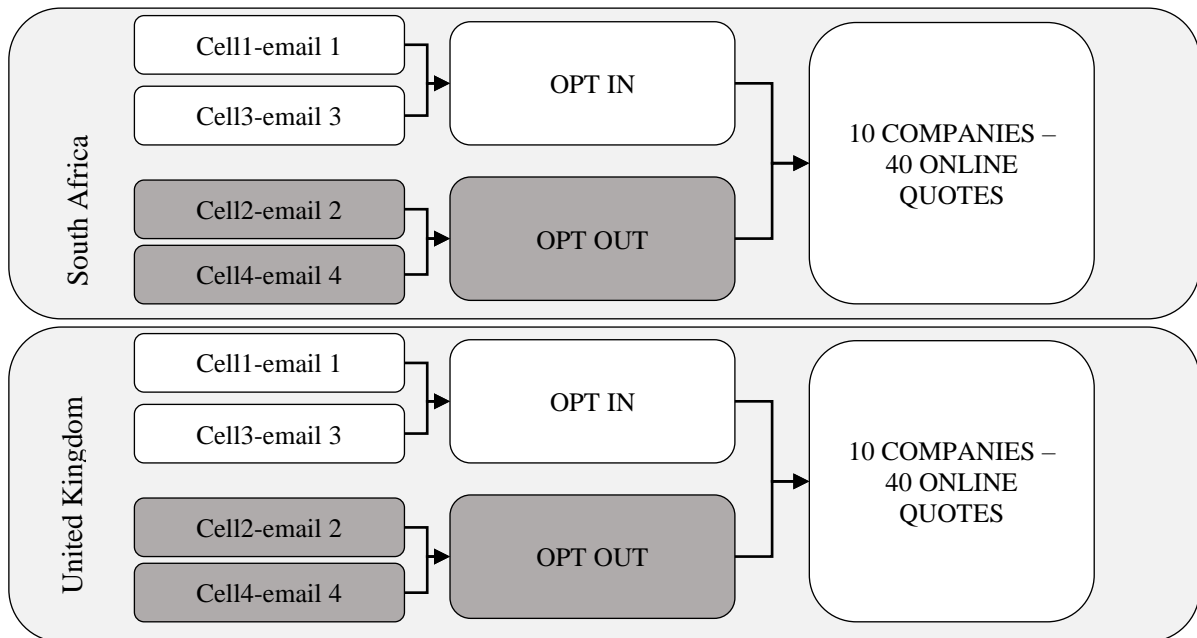 South Africa
Cell1-email 1
Cell3-email 3
OPT IN
Cell2-email 2
Cell4-email 4
OPT OUT
10 COMPANIES –
40 ONLINE
QUOTES
United Kingdom
Cell1-email 1
Cell3-email 3
OPT IN
Cell2-email 2
Cell4-email 4
OPT OUT
10 COMPANIES –
40 ONLINE
QUOTES